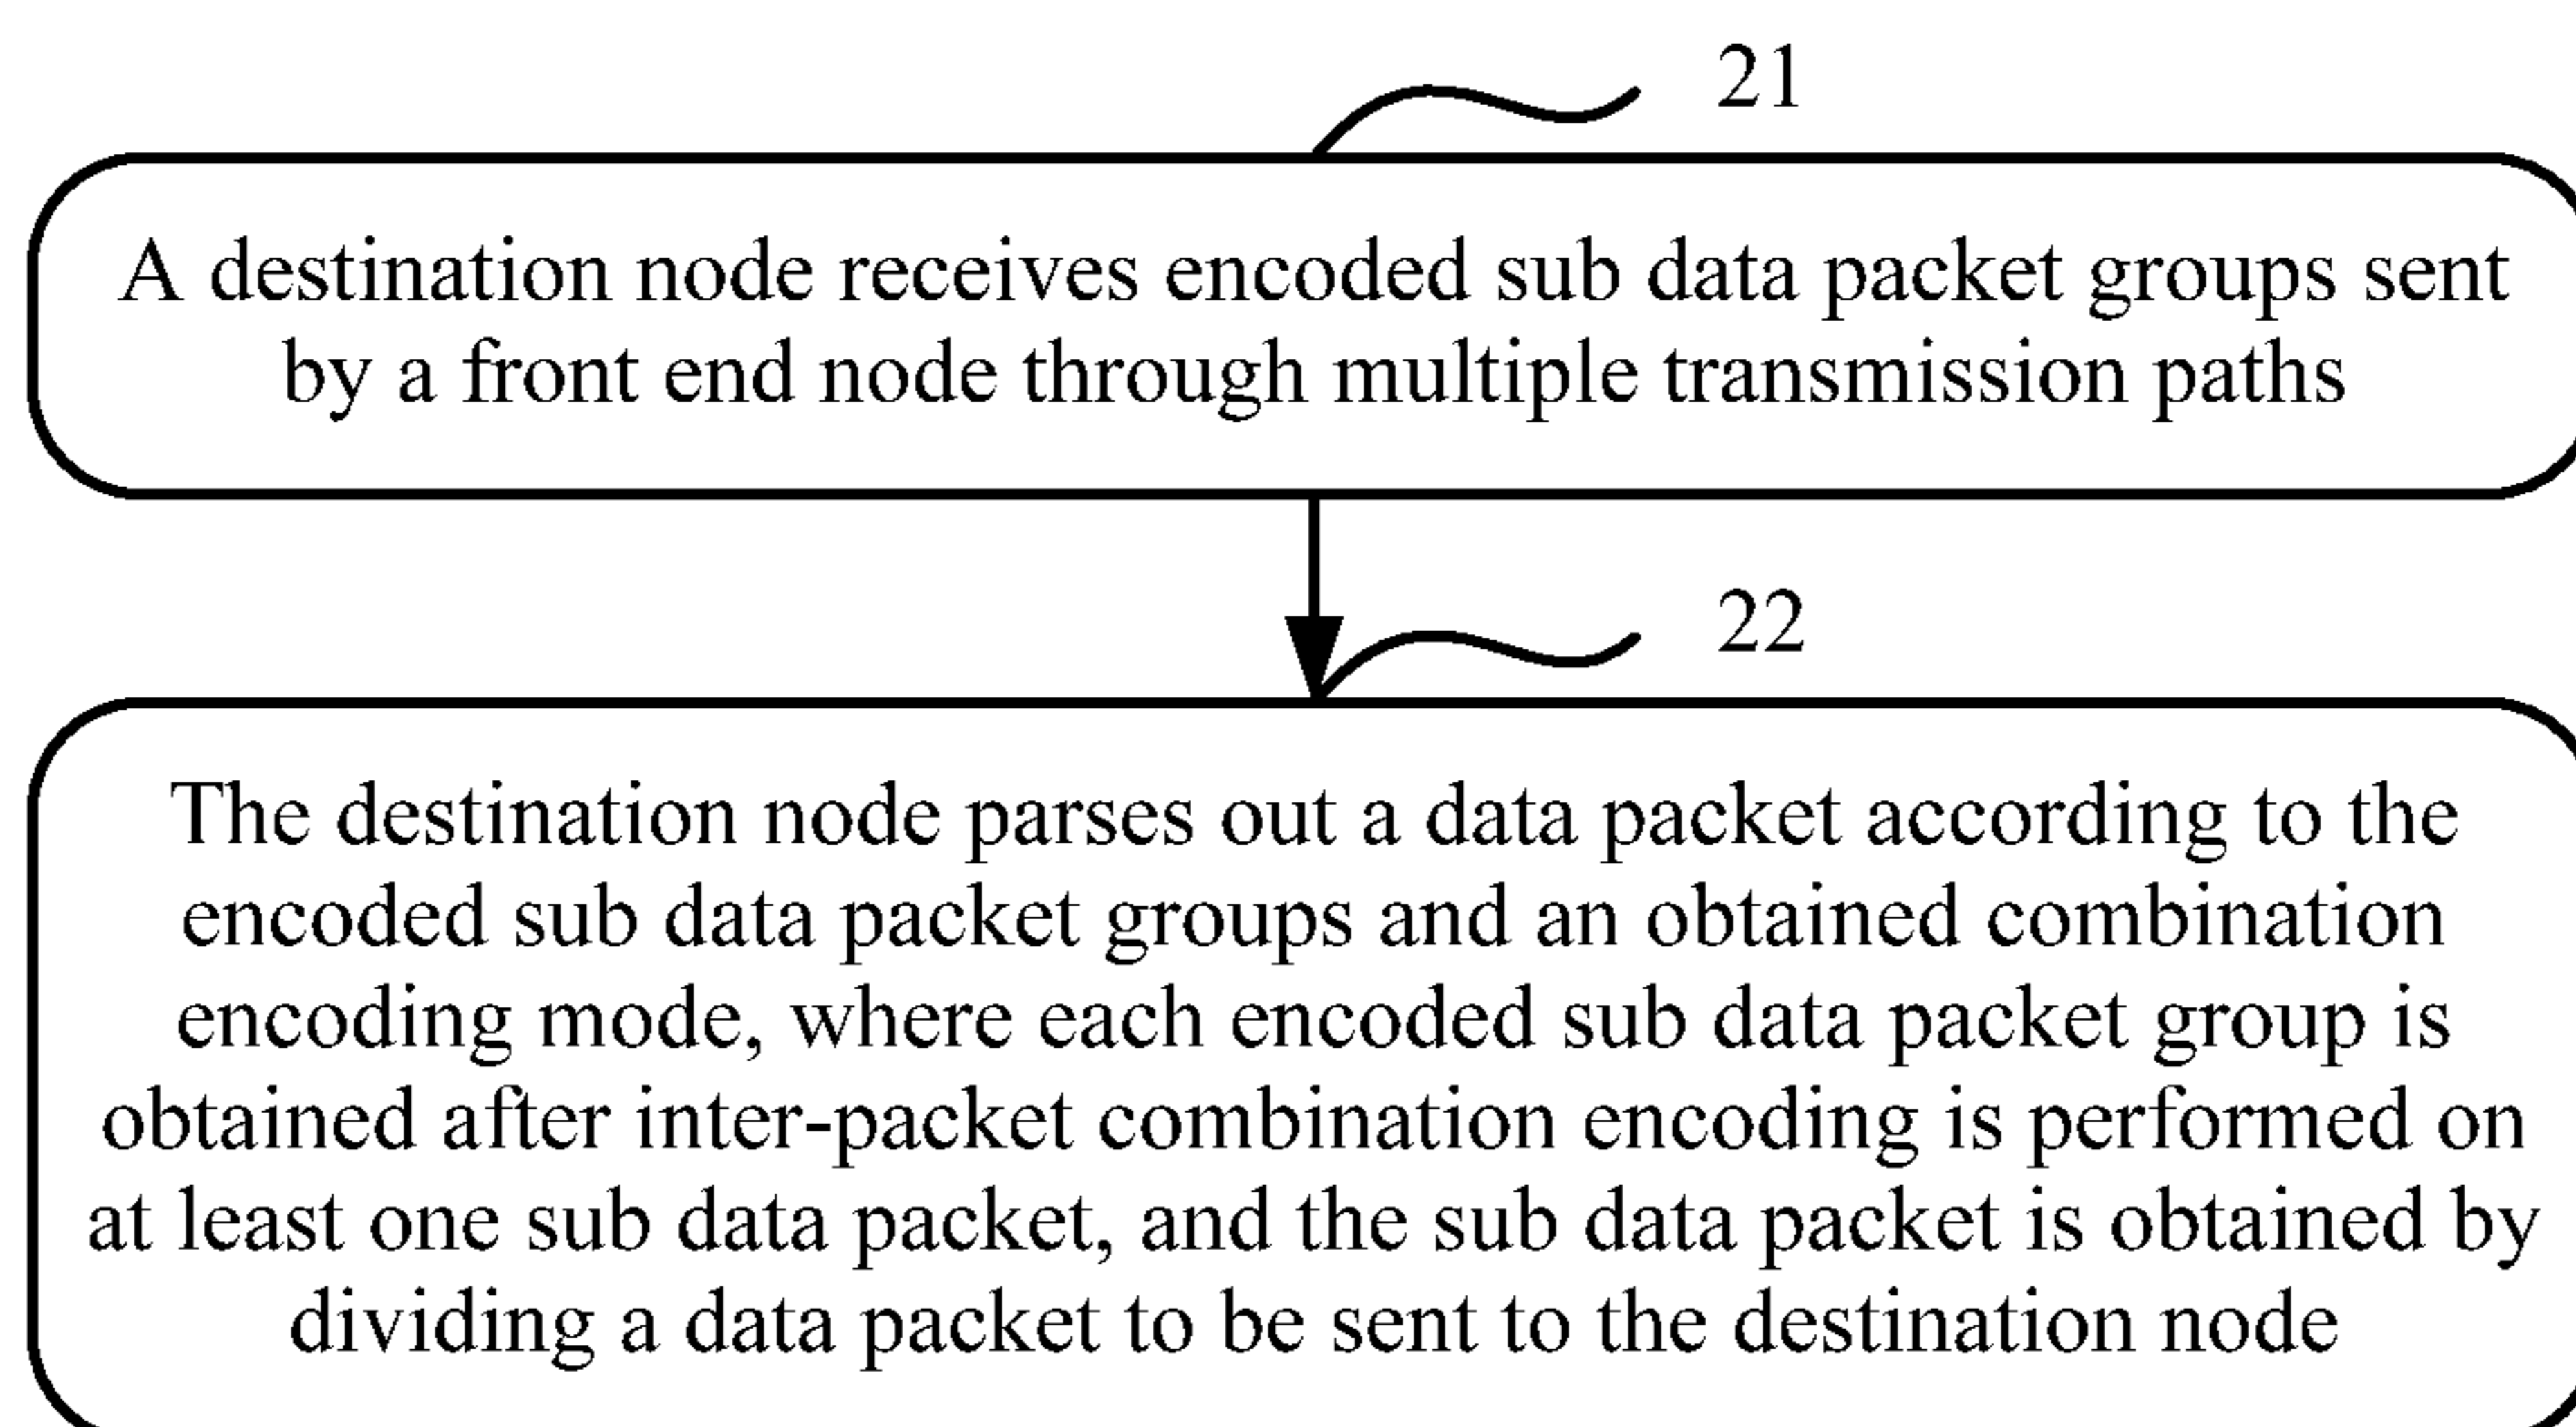 21
A destination node receives encoded sub data packet groups sent
by a front end node through multiple transmission paths
22
The destination node parses out a data packet according to the
encoded sub data packet groups and an obtained combination
encoding mode, where each encoded sub data packet group is
obtained after inter-packet combination encoding is performed on
at least one sub data packet, and the sub data packet is obtained by
dividing a data packet to be sent to the destination node